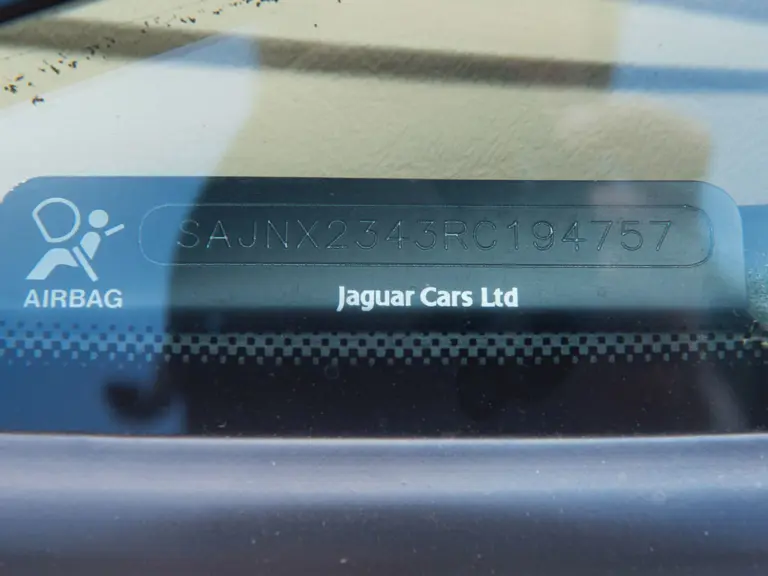 SAJNX2343RC194757
AIRBAG
Jaguar Cars Ltd